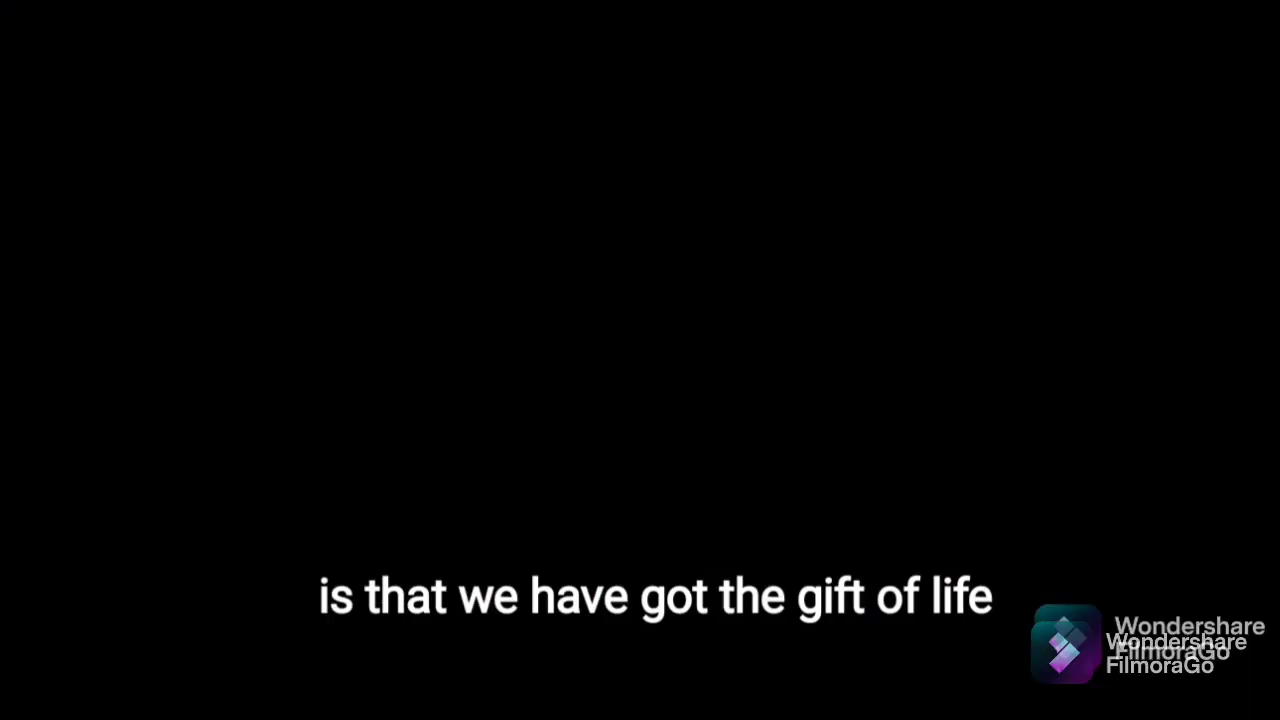 is that we have got the gift of life
Wondershare
FilmoraGo
Wondershare
FilmoraGo